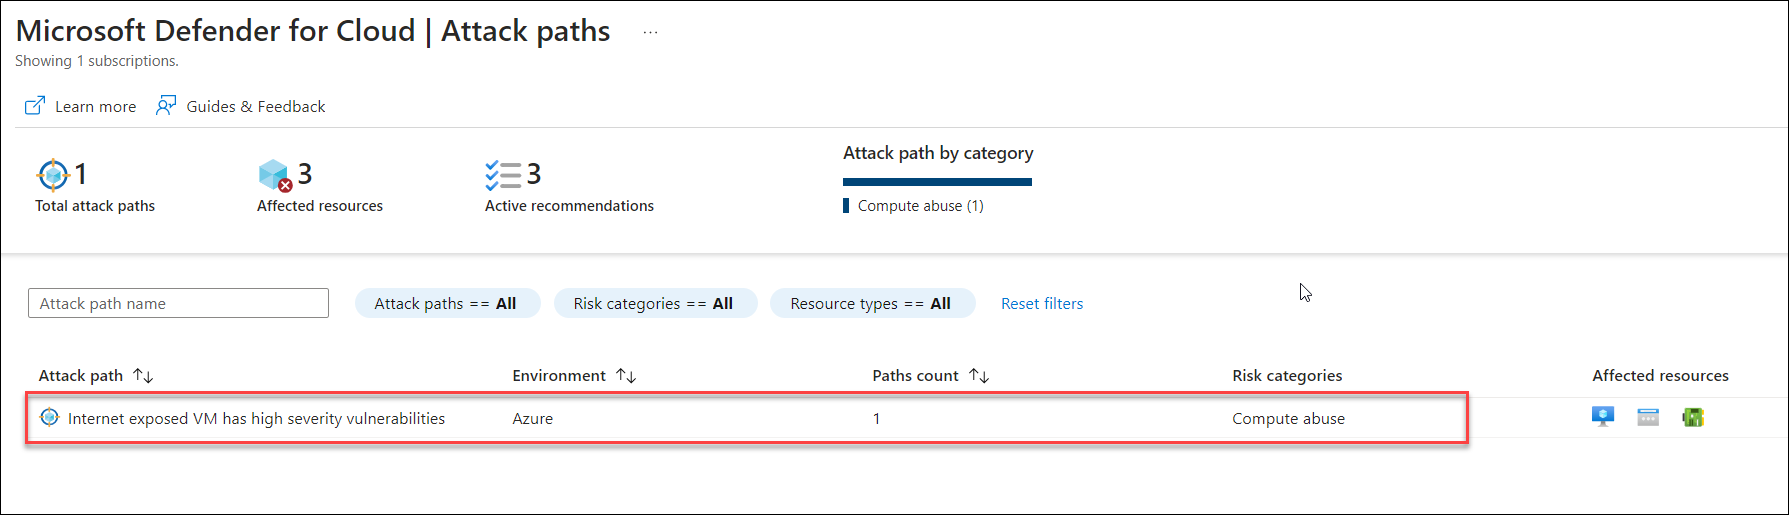 Microsoft Defender for Cloud | Attack paths ...
Showing 1 subscriptions.
Learn more Guides & Feedback
1 Total attack paths
3 Affected resources
3 Active recommendations
Attack path by category
Compute abuse (1)
Attack path name Attack paths == All Risk categories == All Resource types == All Reset filters
Attack path ↑↓ Environment ↑↓ Paths count ↑↓ Risk categories Affected resources
Internet exposed VM has high severity vulnerabilities Azure 1 Compute abuse